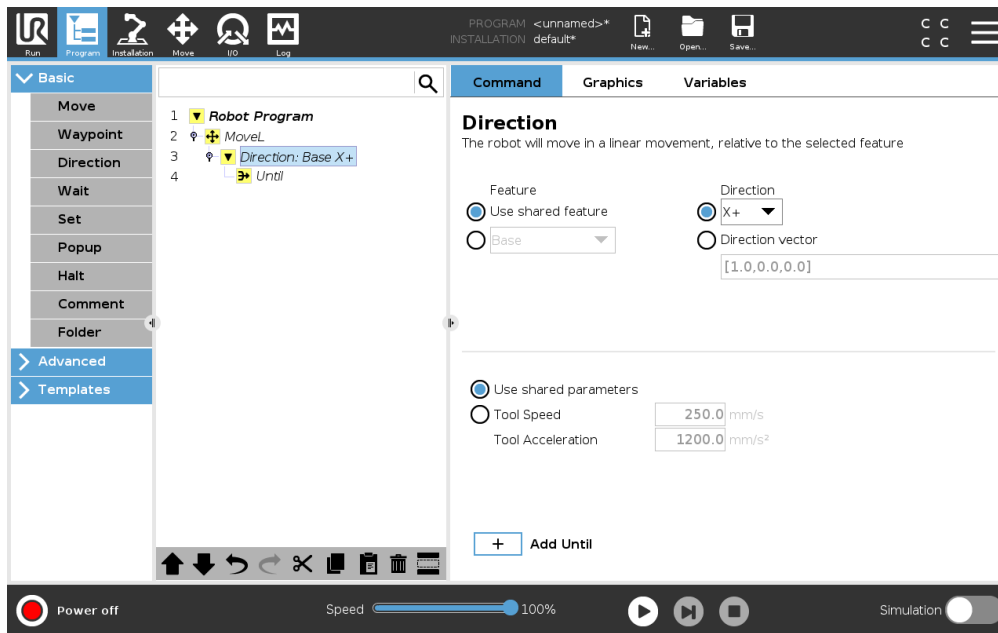 UR
PROGRAM <unnamed>*
INSTALLATION default*
C C
C C
Run Program Installation Move I/O Log New... Open... Save...
Basic
Move
Waypoint
Direction
Wait
Set
Popup
Halt
Comment
Folder
Advanced
Templates
1 Robot Program
2 MoveL
3 Direction: Base X+
4 Until
Command Graphics Variables
Direction
The robot will move in a linear movement, relative to the selected feature
Feature
Use shared feature
Base
Direction
X+
Direction vector
[1.0,0.0,0.0]
Use shared parameters
Tool Speed 250.0 mm/s
Tool Acceleration 1200.0 mm/s²
+ Add Until
Power off Speed 100% Simulation